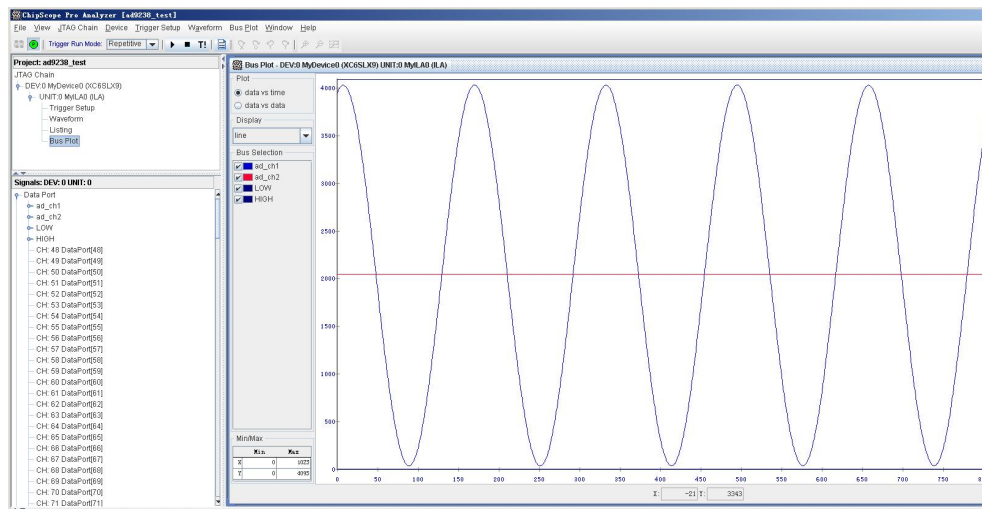 ChipScope Pro Analyzer [ad9238_test]
File View JTAG Chain Device Trigger Setup Waveform Bus Plot Window Help
Trigger Run Mode: Repetitive T!
Project: ad9238_test
JTAG Chain
DEV:0 MyDevice0 (XC6SLX9)
UNIT:0 MyILA0 (ILA)
Trigger Setup
Waveform
Listing
Bus Plot
Signals: DEV: 0 UNIT: 0
Data Port
ad_ch1
ad_ch2
LOW
HIGH
CH: 48 DataPort[48]
CH: 49 DataPort[49]
CH: 50 DataPort[50]
CH: 51 DataPort[51]
CH: 52 DataPort[52]
CH: 53 DataPort[53]
CH: 54 DataPort[54]
CH: 55 DataPort[55]
CH: 56 DataPort[56]
CH: 57 DataPort[57]
CH: 58 DataPort[58]
CH: 59 DataPort[59]
CH: 60 DataPort[60]
CH: 61 DataPort[61]
CH: 62 DataPort[62]
CH: 63 DataPort[63]
CH: 64 DataPort[64]
CH: 65 DataPort[65]
CH: 66 DataPort[66]
CH: 67 DataPort[67]
CH: 68 DataPort[68]
CH: 69 DataPort[69]
CH: 70 DataPort[70]
CH: 71 DataPort[71]
Bus Plot - DEV:0 MyDevice0 (XC6SLX9) UNIT:0 MyILA0 (ILA)
Plot
data vs time
data vs data
Display
line
Bus Selection
ad_ch1
ad_ch2
LOW
HIGH
Min/Max
Min Max
X 0 1023
Y 0 4095
4000
3500
3000
2500
2000
1500
1000
500
0
0 50 100 150 200 250 300 350 400 450 500 550 600 650 700 750 8
X: -21 Y: 3343